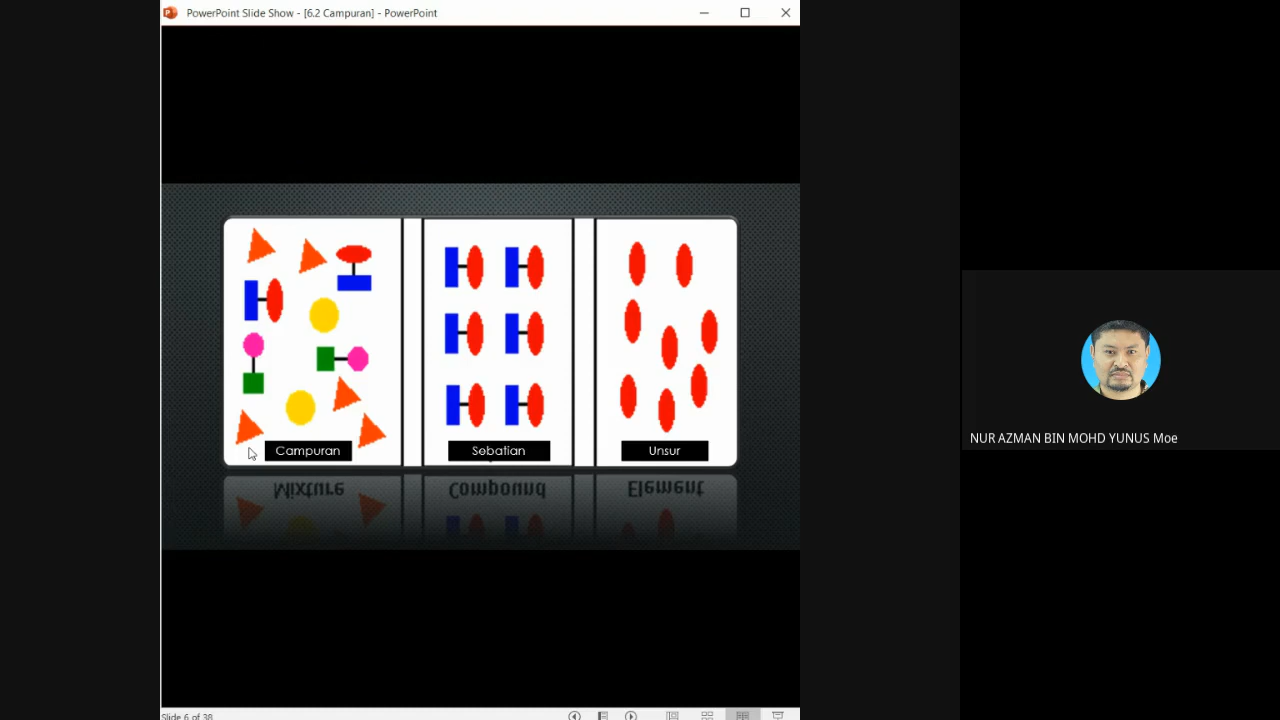 PowerPoint Slide Show - [6.2 Campuran] - PowerPoint
Campuran
Sebatian
Unsur
Mixture
Compound
Element
NUR AZMAN BIN MOHD YUNUS Moe
Slide 6 of 38